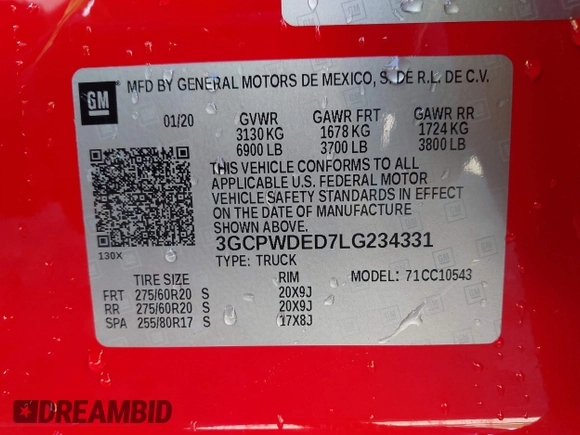 GM
MFD BY GENERAL MOTORS DE MEXICO, S. DE R.L. DE C.V.
01/20 GVWR GAWR FRT GAWR RR
3130 KG 1678 KG 1724 KG
6900 LB 3700 LB 3800 LB
THIS VEHICLE CONFORMS TO ALL
APPLICABLE U.S. FEDERAL MOTOR
VEHICLE SAFETY STANDARDS IN EFFECT
ON THE DATE OF MANUFACTURE
SHOWN ABOVE.
130X 3GCPWDED7LG234331
TYPE: TRUCK MODEL: 71CC10543
TIRE SIZE RIM
FRT 275/60R20 S 20X9J
RR 275/60R20 S 20X9J
SPA 255/80R17 S 17X8J
DREAMBID